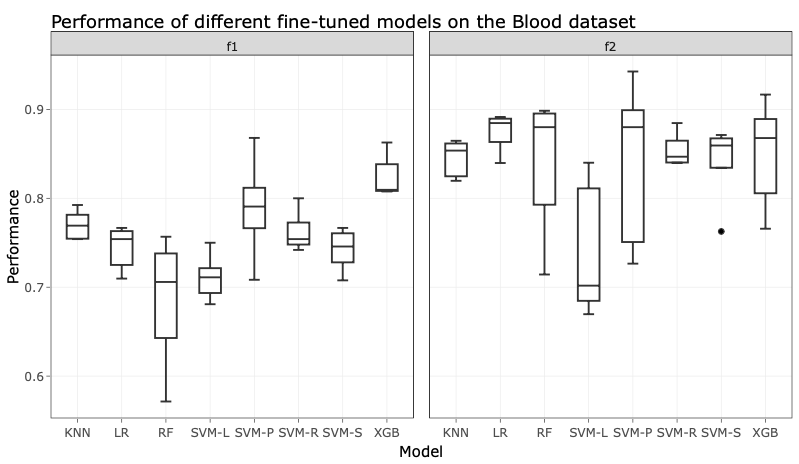 Performance of different fine-tuned models on the Blood dataset
f1 f2
Performance
0.9
0.8
0.7
0.6
KNN LR RF SVM-L SVM-P SVM-R SVM-S XGB KNN LR RF SVM-L SVM-P SVM-R SVM-S XGB
Model